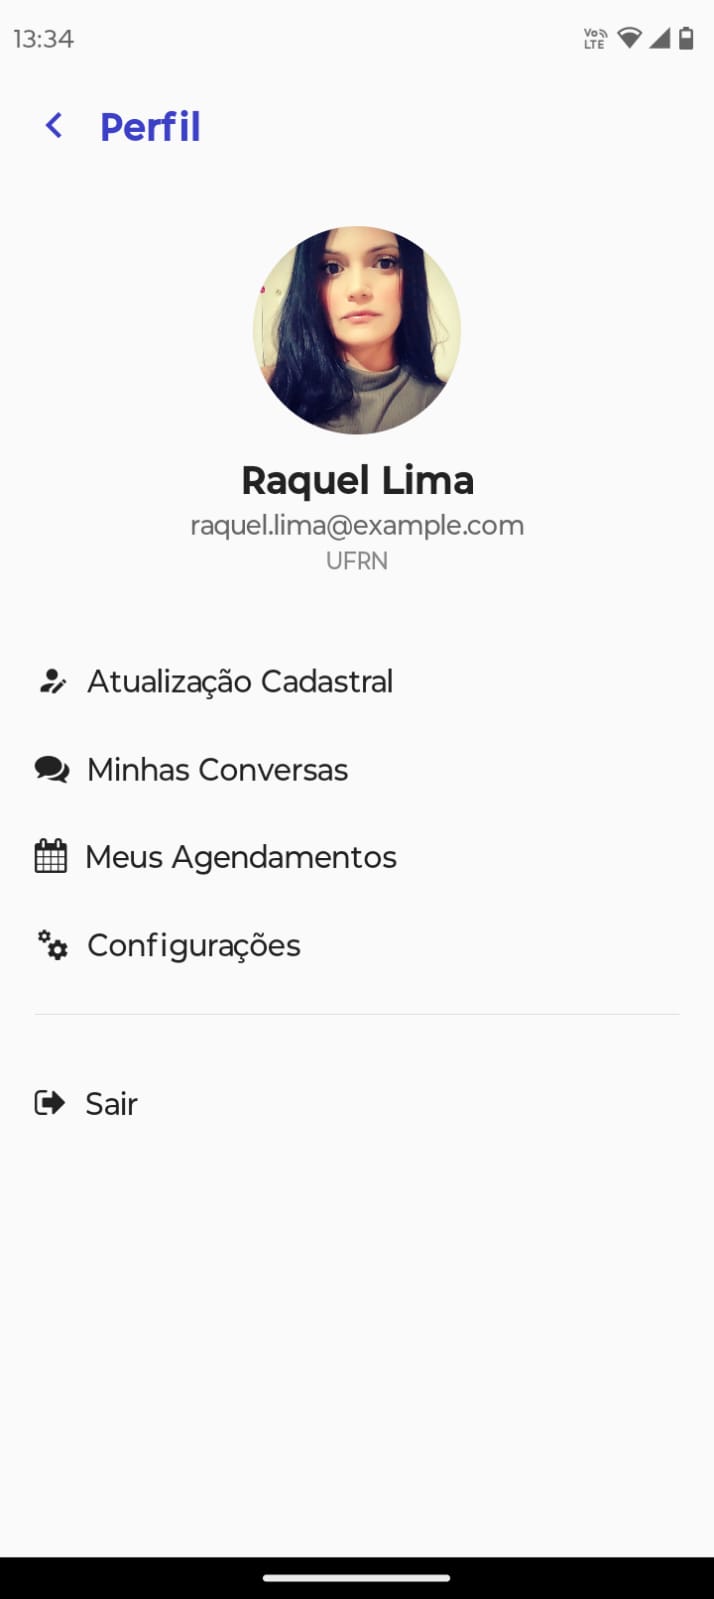 13:34
Vo LTE
Perfil
Raquel Lima
raquel.lima@example.com
UFRN
Atualização Cadastral
Minhas Conversas
Meus Agendamentos
Configurações
Sair